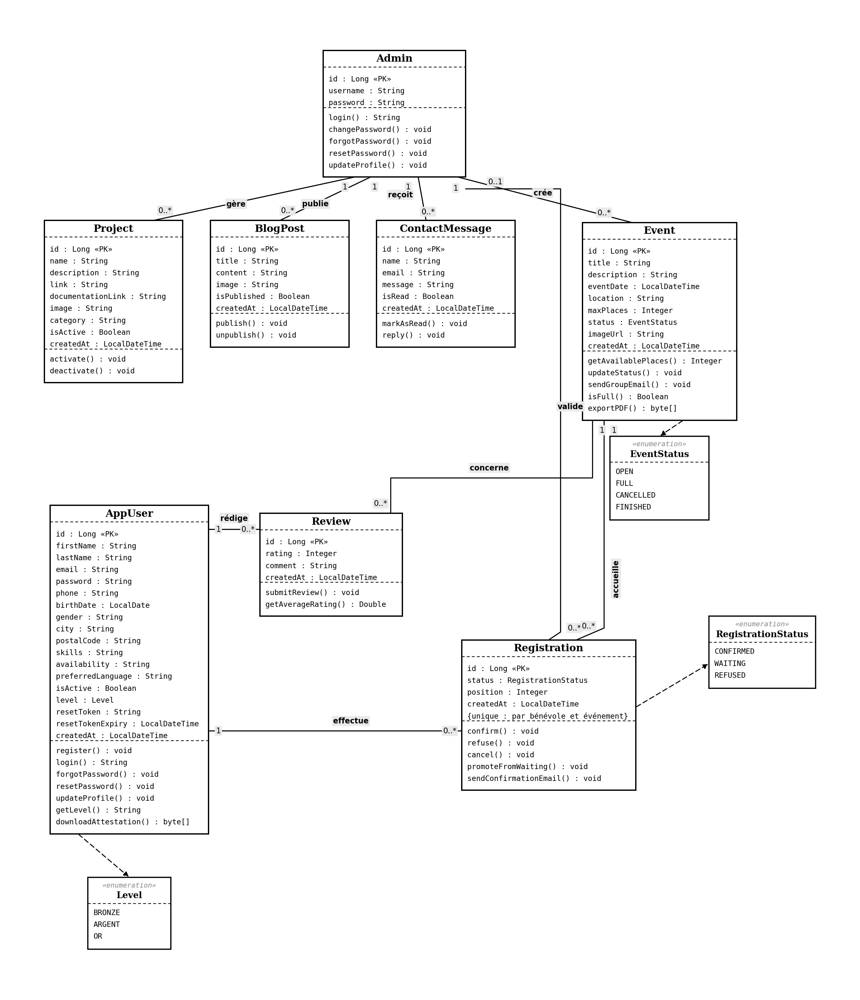 Admin
id : Long «PK»
username : String
password : String
login() : String
changePassword() : void
forgotPassword() : void
resetPassword() : void
updateProfile() : void
1
1
1
1
0..1
gère
publie
reçoit
crée
0..*
0..*
0..*
0..*
Project
id : Long «PK»
name : String
description : String
link : String
documentationLink : String
image : String
category : String
isActive : Boolean
createdAt : LocalDateTime
activate() : void
deactivate() : void
BlogPost
id : Long «PK»
title : String
content : String
image : String
isPublished : Boolean
createdAt : LocalDateTime
publish() : void
unpublish() : void
ContactMessage
id : Long «PK»
name : String
email : String
message : String
isRead : Boolean
createdAt : LocalDateTime
markAsRead() : void
reply() : void
Event
id : Long «PK»
title : String
description : String
eventDate : LocalDateTime
location : String
maxPlaces : Integer
status : EventStatus
imageUrl : String
createdAt : LocalDateTime
getAvailablePlaces() : Integer
updateStatus() : void
sendGroupEmail() : void
isFull() : Boolean
exportPDF() : byte[]
valide
1
1
«enumeration»
EventStatus
OPEN
FULL
CANCELLED
FINISHED
concerne
0..*
AppUser
id : Long «PK»
firstName : String
lastName : String
email : String
password : String
phone : String
birthDate : LocalDate
gender : String
city : String
postalCode : String
skills : String
availability : String
preferredLanguage : String
isActive : Boolean
level : Level
resetToken : String
resetTokenExpiry : LocalDateTime
createdAt : LocalDateTime
register() : void
login() : String
forgotPassword() : void
resetPassword() : void
updateProfile() : void
getLevel() : String
downloadAttestation() : byte[]
rédige
1
0..*
Review
id : Long «PK»
rating : Integer
comment : String
createdAt : LocalDateTime
submitReview() : void
getAverageRating() : Double
accueille
0..*
0..*
Registration
id : Long «PK»
status : RegistrationStatus
position : Integer
createdAt : LocalDateTime
{unique : par bénévole et événement}
confirm() : void
refuse() : void
cancel() : void
promoteFromWaiting() : void
sendConfirmationEmail() : void
«enumeration»
RegistrationStatus
CONFIRMED
WAITING
REFUSED
effectue
1
0..*
«enumeration»
Level
BRONZE
ARGENT
OR